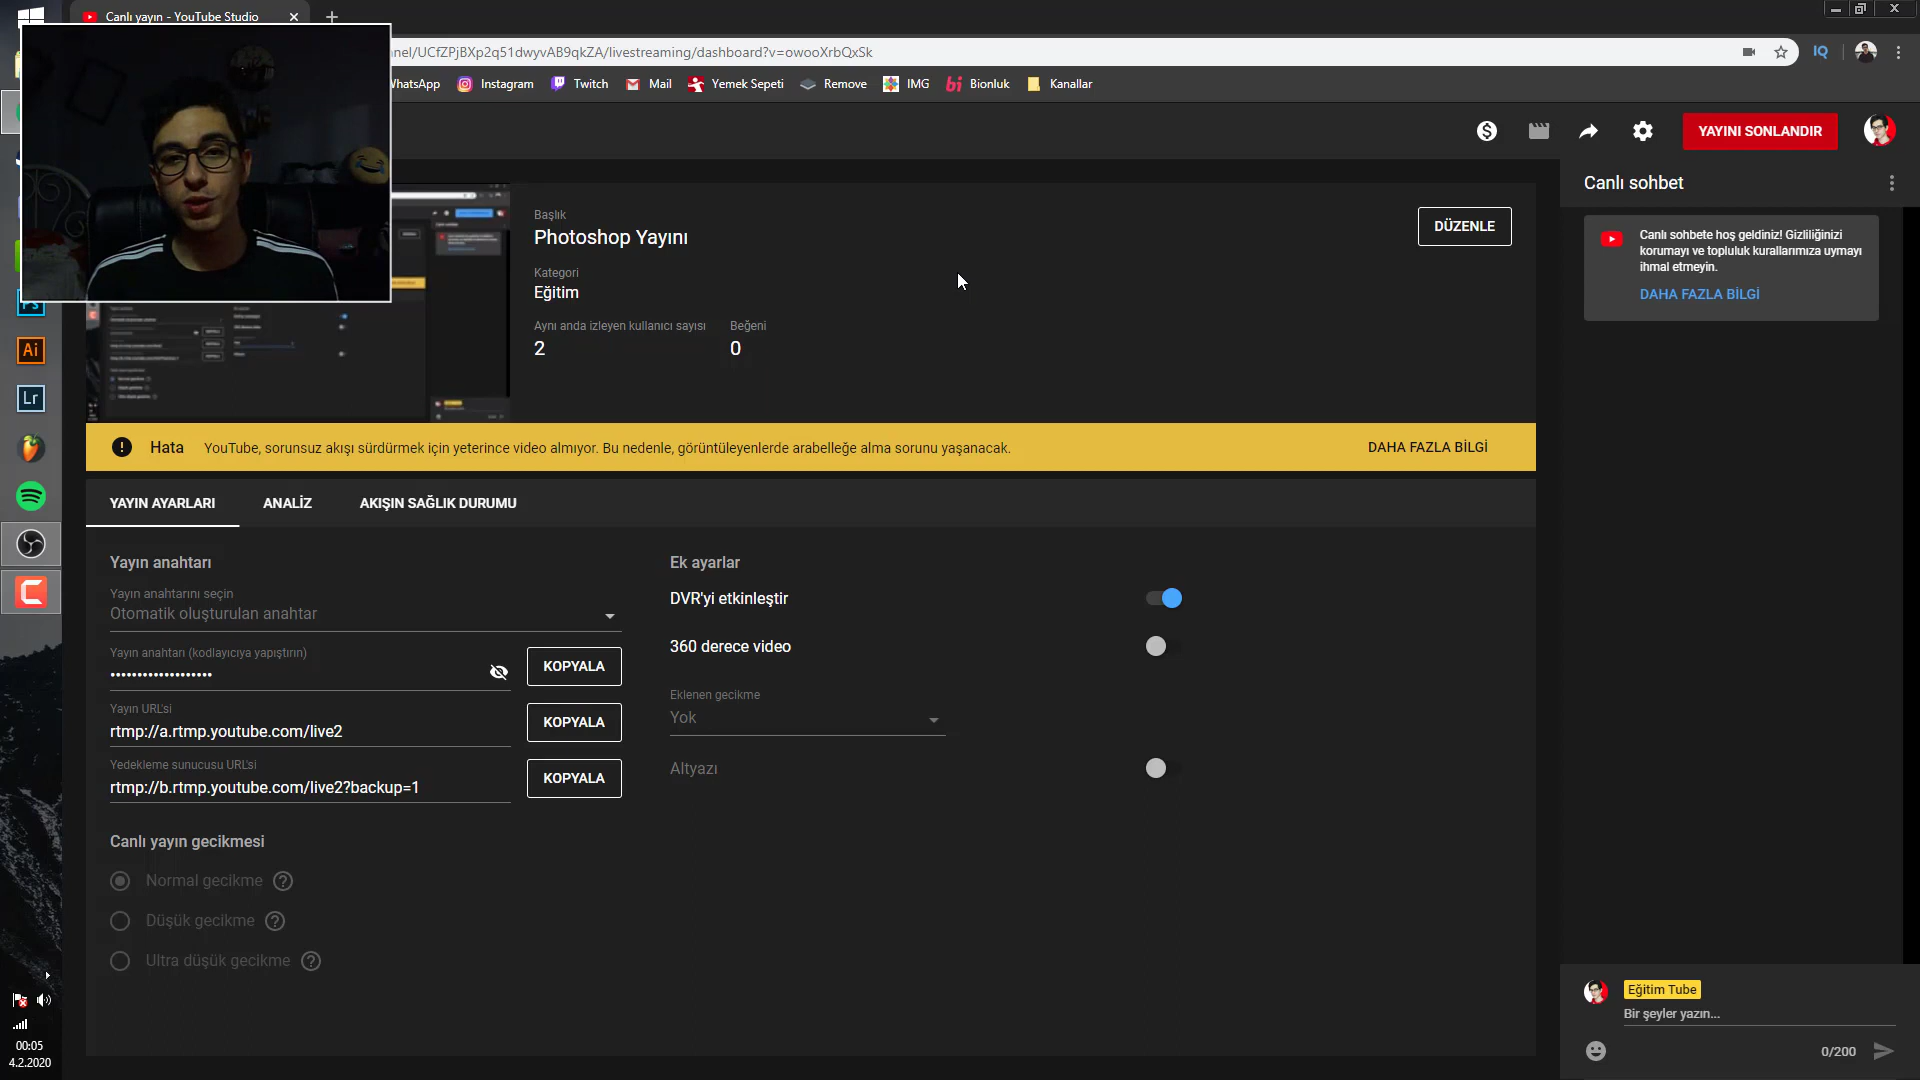 Canlı yayın - YouTube Studio
nel/UCfZPjBXp2q51dwyvAB9qkZA/livestreaming/dashboard?v=owooXrbQxSk
IQ
WhatsApp
Instagram
Twitch
Mail
Yemek Sepeti
Remove
IMG
bi Bionluk
Kanallar
YAYINI SONLANDIR
Başlık
Photoshop Yayını
DÜZENLE
Kategori
Eğitim
Aynı anda izleyen kullanıcı sayısı
Beğeni
2
0
Hata
YouTube, sorunsuz akışı sürdürmek için yeterince video almıyor. Bu nedenle, görüntüleyenlerde arabelleğe alma sorunu yaşanacak.
DAHA FAZLA BİLGİ
YAYIN AYARLARI
ANALİZ
AKIŞIN SAĞLIK DURUMU
Yayın anahtarı
Yayın anahtarını seçin
Otomatik oluşturulan anahtar
Yayın anahtarı (kodlayıcıya yapıştırın)
•••••••••••••••••••
KOPYALA
Yayın URL'si
rtmp://a.rtmp.youtube.com/live2
KOPYALA
Yedekleme sunucusu URL'si
rtmp://b.rtmp.youtube.com/live2?backup=1
KOPYALA
Canlı yayın gecikmesi
Normal gecikme
Düşük gecikme
Ultra düşük gecikme
Ek ayarlar
DVR'yi etkinleştir
360 derece video
Eklenen gecikme
Yok
Altyazı
Canlı sohbet
Canlı sohbete hoş geldiniz! Gizliliğinizi
korumayı ve topluluk kurallarımıza uymayı
ihmal etmeyin.
DAHA FAZLA BİLGİ
Eğitim Tube
Bir şeyler yazın...
0/200
Ps
Ai
Lr
00:05
4.2.2020